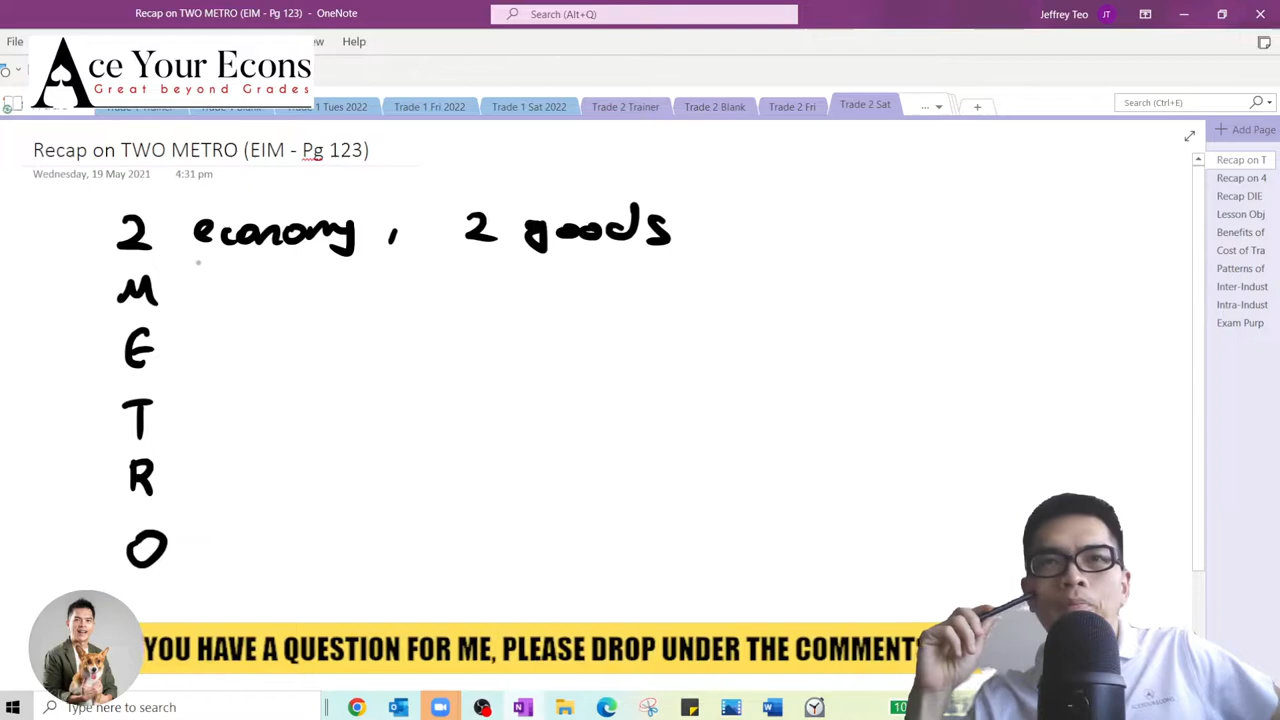 Recap on TWO METRO (EIM - Pg 123) - OneNote
Search (Alt+Q)
Jeffrey Teo
JT
File
Help
Ace Your Econs
Great beyond Grades
1 Tues 2022
Trade 1 Fri 2022
Trade 1 Sat 2022
Trade 2 Trainer
Trade 2 Blank
Trade 2 Fri
Trade 2 Sat
...
Search (Ctrl+E)
Add Page
Recap on TWO METRO (EIM - Pg 123)
Wednesday, 19 May 2021 4:31 pm
Recap on T
Recap on 4
Recap DIE
Lesson Obj
Benefits of
Cost of Tra
Patterns of
Inter-Indust
Intra-Indust
Exam Purp
2 economy, 2 goods
M
E
T
R
O
YOU HAVE A QUESTION FOR ME, PLEASE DROP UNDER THE COMMENTS
Type here to search